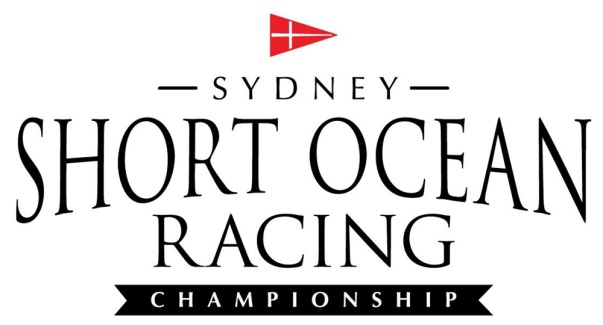 SYDNEY
SHORT OCEAN
RACING
CHAMPIONSHIP